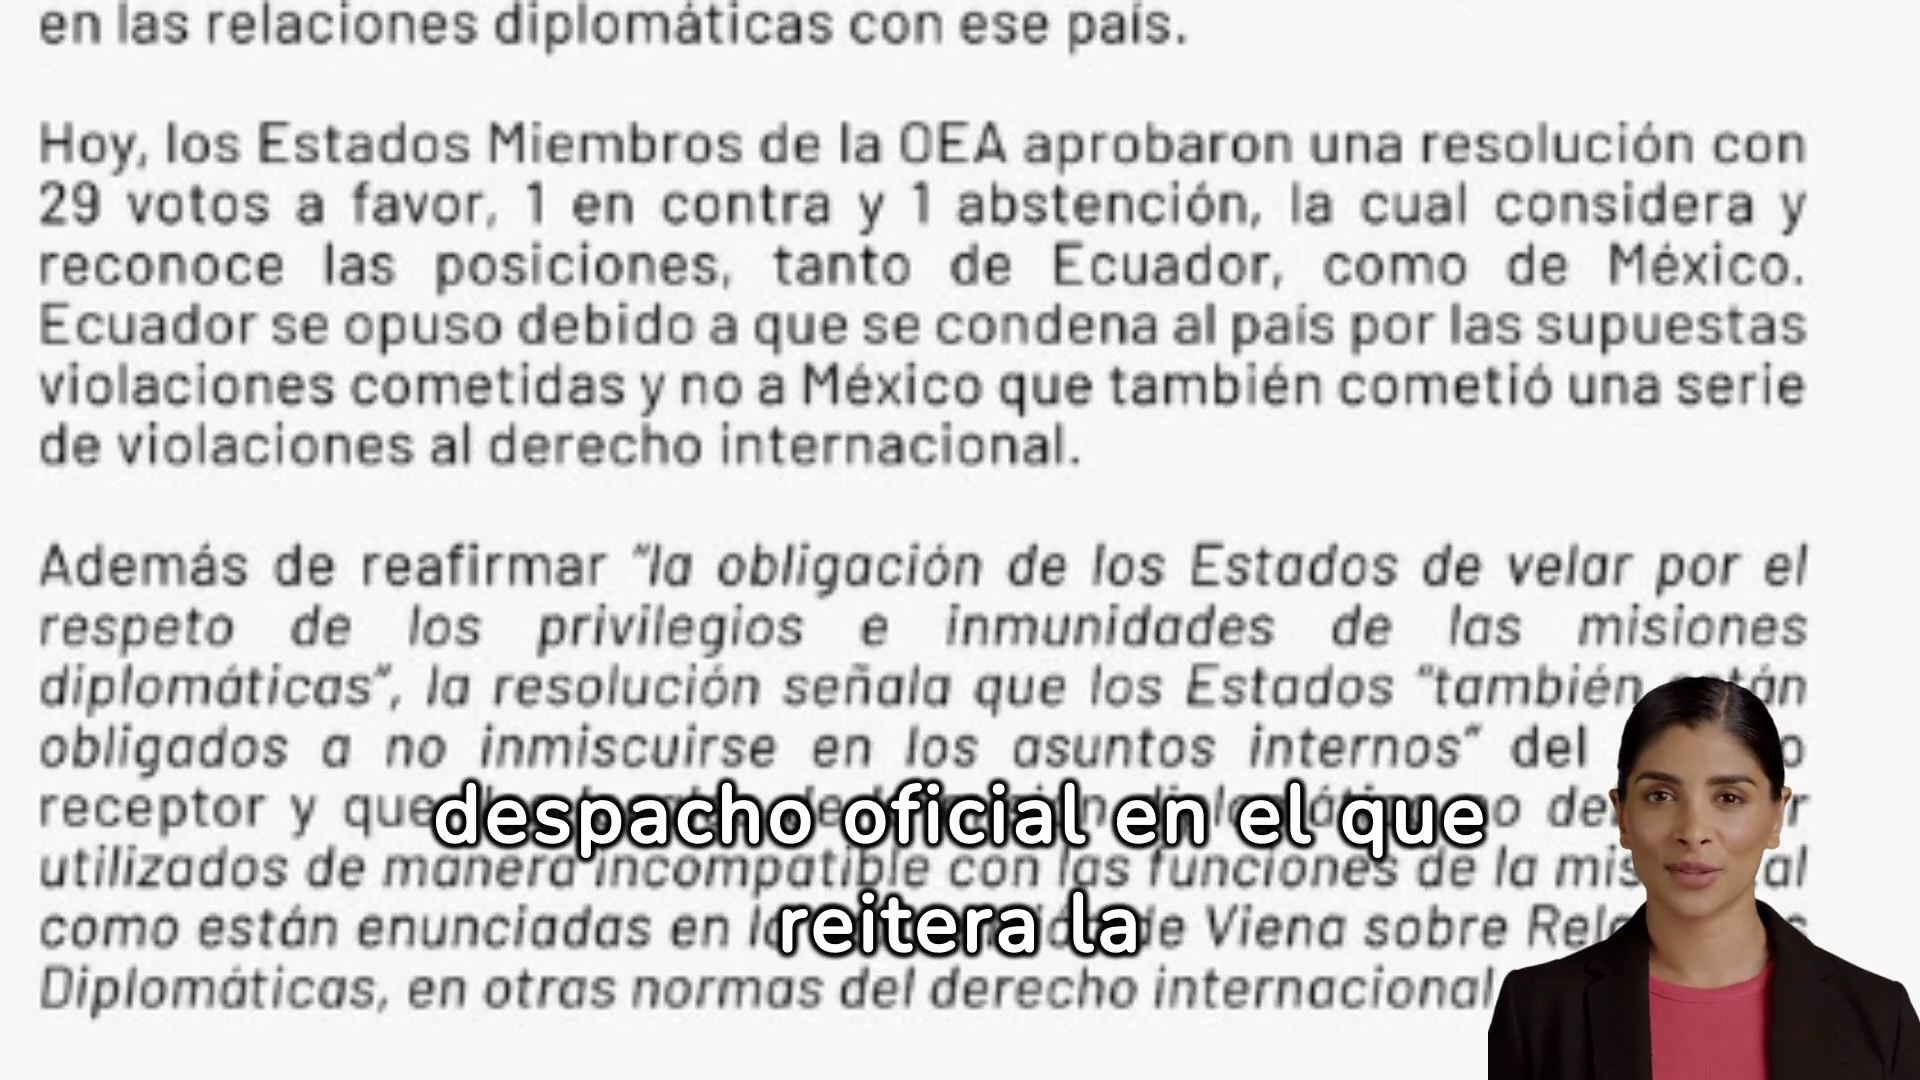 en las relaciones diplomáticas con ese país.
Hoy, los Estados Miembros de la OEA aprobaron una resolución con
29 votos a favor, 1 en contra y 1 abstención, la cual considera y
reconoce las posiciones, tanto de Ecuador, como de México.
Ecuador se opuso debido a que se condena al país por las supuestas
violaciones cometidas y no a México que también cometió una serie
de violaciones al derecho internacional.
Además de reafirmar "la obligación de los Estados de velar por el
respeto de los privilegios e inmunidades de las misiones
diplomáticas", la resolución señala que los Estados "también
obligados a no inmiscuirse en los asuntos internos" del
receptor y que
despacho oficial en el que
utilizados de manera incompatible con las funciones de la
reitera la
como están enunciadas en de Viena sobre
Diplomáticas, en otras normas del derecho internacional